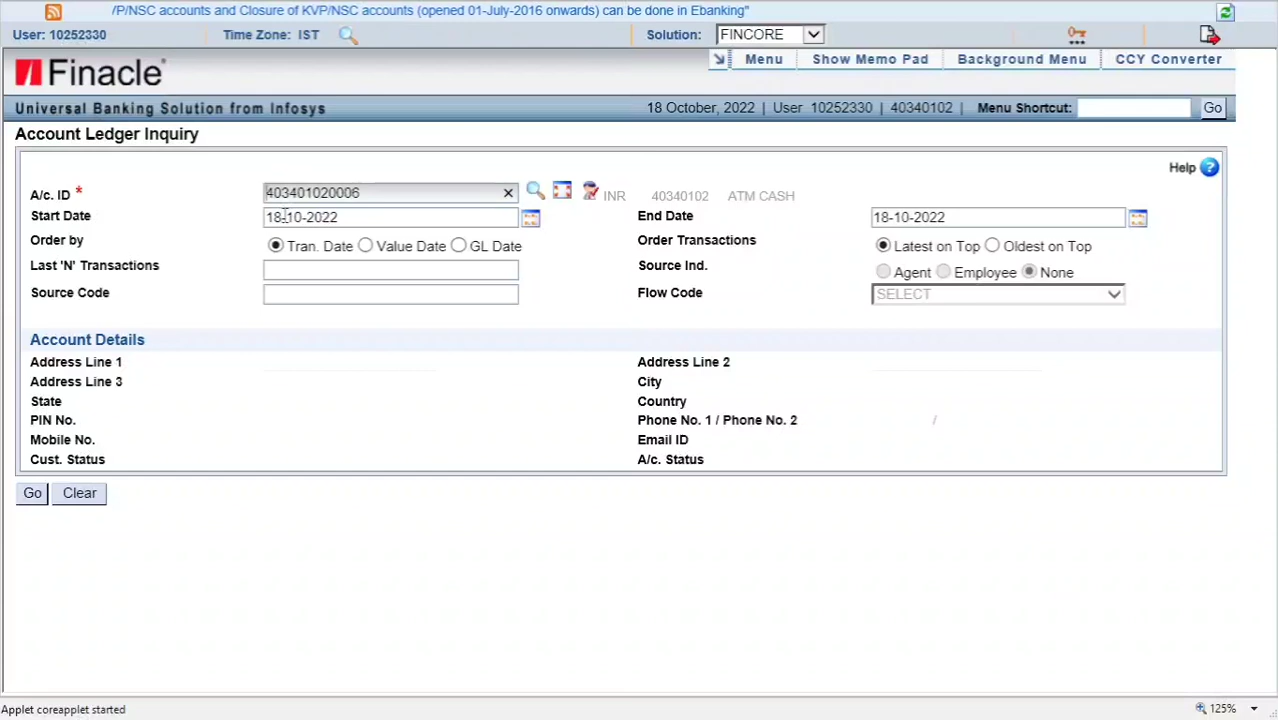 /P/NSC accounts and Closure of KVP/NSC accounts (opened 01-July-2016 onwards) can be done in Ebanking"
User: 10252330 Time Zone: IST Solution: FINCORE
Finacle
Menu Show Memo Pad Background Menu CCY Converter
Universal Banking Solution from Infosys 18 October, 2022 | User 10252330 | 40340102 | Menu Shortcut: Go
Account Ledger Inquiry
Help ?
A/c. ID * 403401020006 INR 40340102 ATM CASH
Start Date 18-10-2022 End Date 18-10-2022
Order by Tran. Date Value Date GL Date Order Transactions Latest on Top Oldest on Top
Last 'N' Transactions Source Ind. Agent Employee None
Source Code Flow Code SELECT
Account Details
Address Line 1 Address Line 2
Address Line 3 City
State Country
PIN No. Phone No. 1 / Phone No. 2 /
Mobile No. Email ID
Cust. Status A/c. Status
Go Clear
Applet coreapplet started 125%